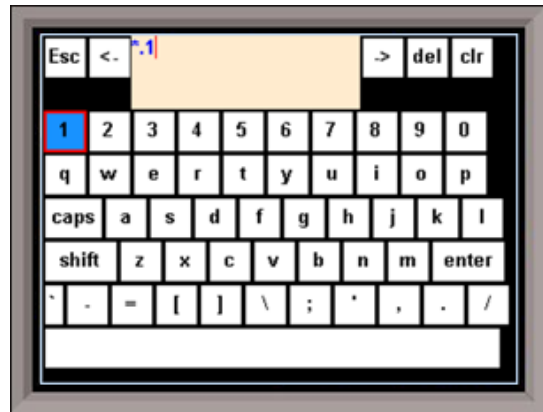 Esc <- *.1 -> del clr
1 2 3 4 5 6 7 8 9 0
q w e r t y u i o p
caps a s d f g h j k l
shift z x c v b n m enter
` - = [ ] \ ; ' , . /